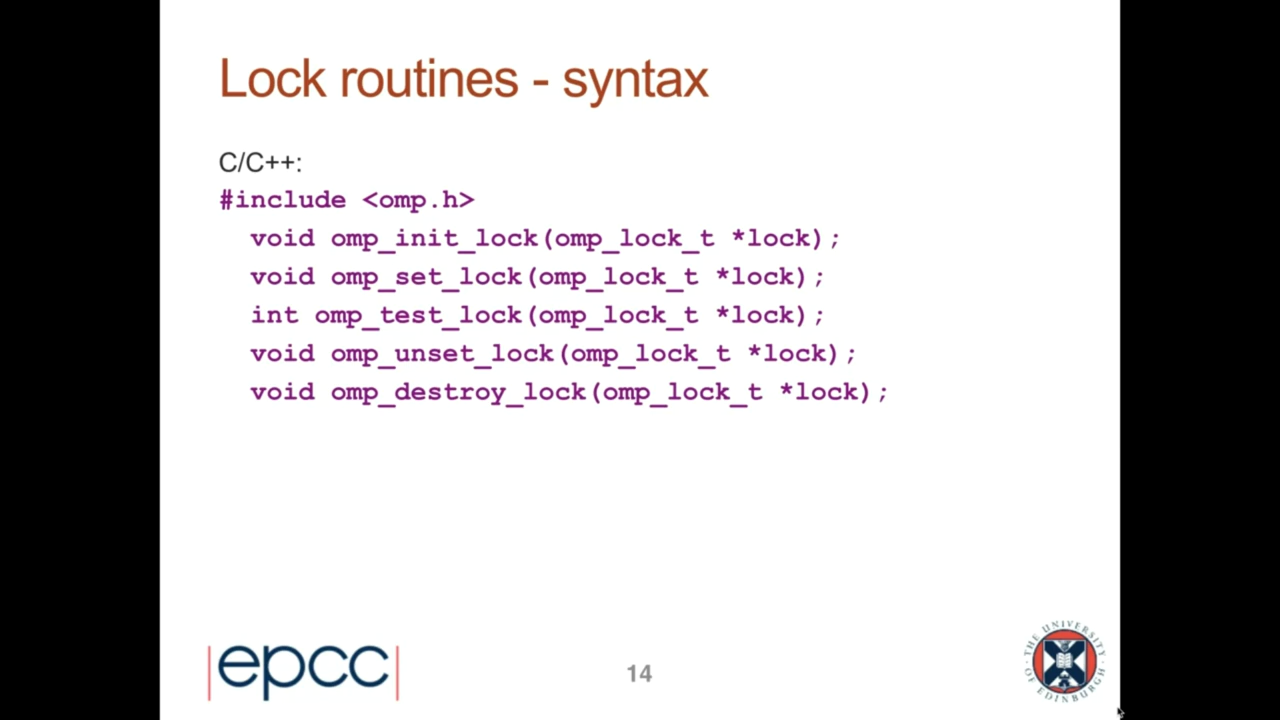 Lock routines - syntax
C/C++:
#include <omp.h>
void omp_init_lock(omp_lock_t *lock);
void omp_set_lock(omp_lock_t *lock);
int omp_test_lock(omp_lock_t *lock);
void omp_unset_lock(omp_lock_t *lock);
void omp_destroy_lock(omp_lock_t *lock);
|epcc|
14
THE UNIVERSITY OF EDINBURGH